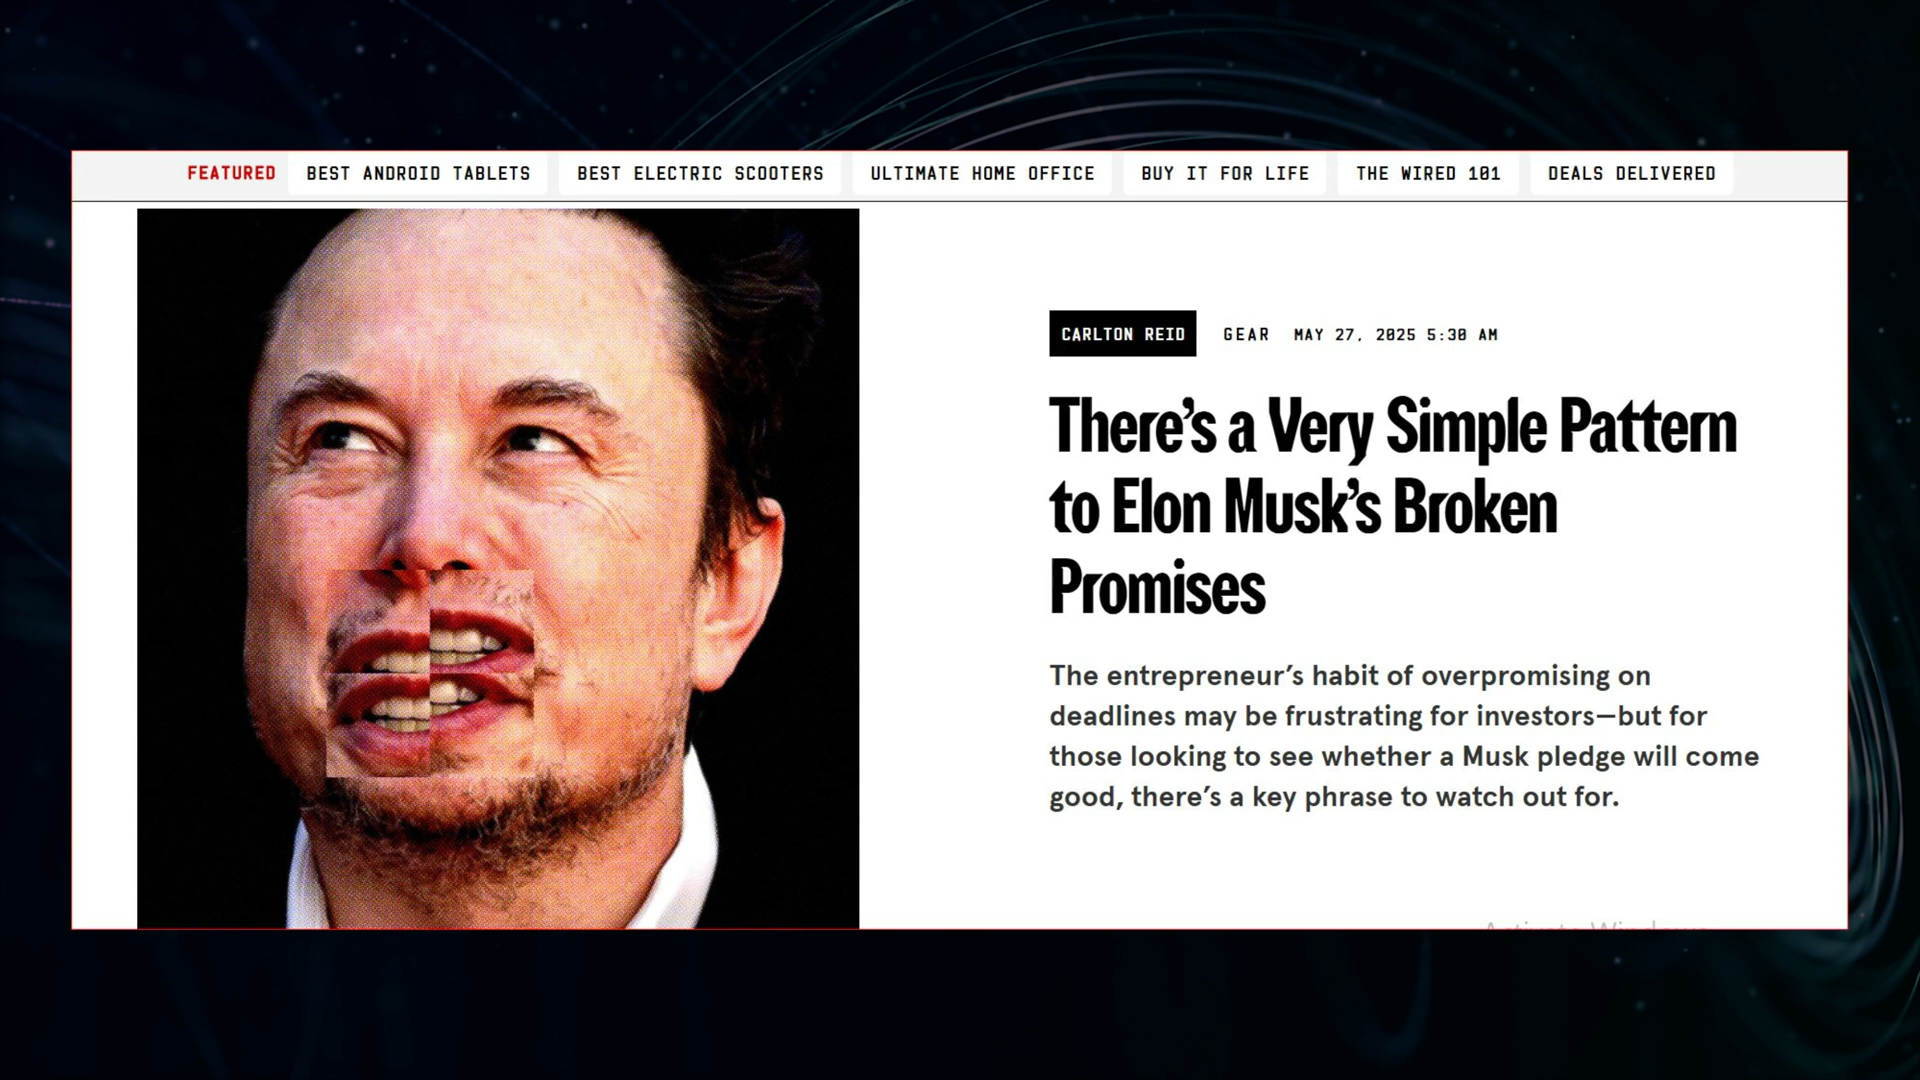 FEATURED BEST ANDROID TABLETS BEST ELECTRIC SCOOTERS ULTIMATE HOME OFFICE BUY IT FOR LIFE THE WIRED 101 DEALS DELIVERED
CARLTON REID GEAR MAY 27, 2025 5:30 AM
There’s a Very Simple Pattern
to Elon Musk’s Broken
Promises
The entrepreneur’s habit of overpromising on
deadlines may be frustrating for investors—but for
those looking to see whether a Musk pledge will come
good, there’s a key phrase to watch out for.
Activate Windows